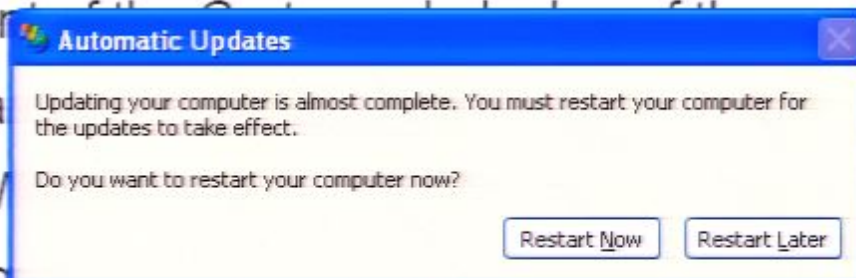 Automatic Updates
Updating your computer is almost complete. You must restart your computer for
the updates to take effect.
Do you want to restart your computer now?
Restart Now
Restart Later